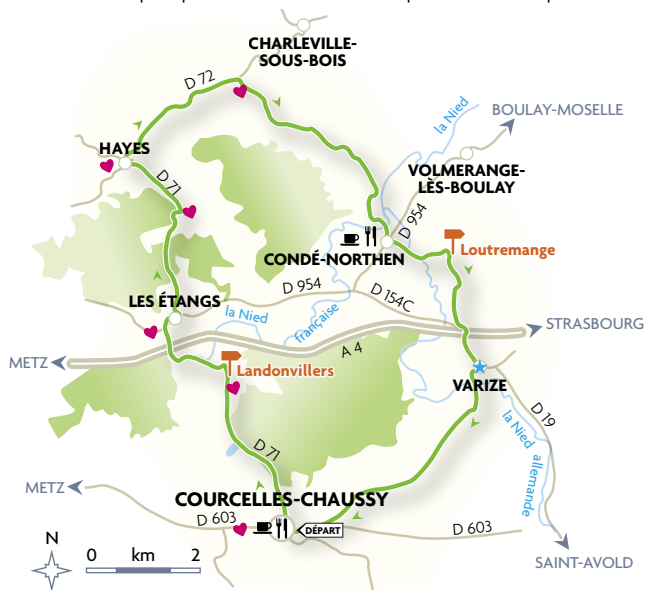 CHARLEVILLE-
SOUS-BOIS
D 72
la Nied
BOULAY-MOSELLE
HAYES
D 71
VOLMERANGE-
LÈS-BOULAY
D 954
Loutremange
CONDÉ-NORTHEN
D 954
D 154C
LES ÉTANGS
la Nied
française
STRASBOURG
A 4
METZ
Landonvillers
VARIZE
D 19
la Nied
allemande
D 71
METZ
COURCELLES-CHAUSSY
D 603
DÉPART
D 603
SAINT-AVOLD
N
0 km 2